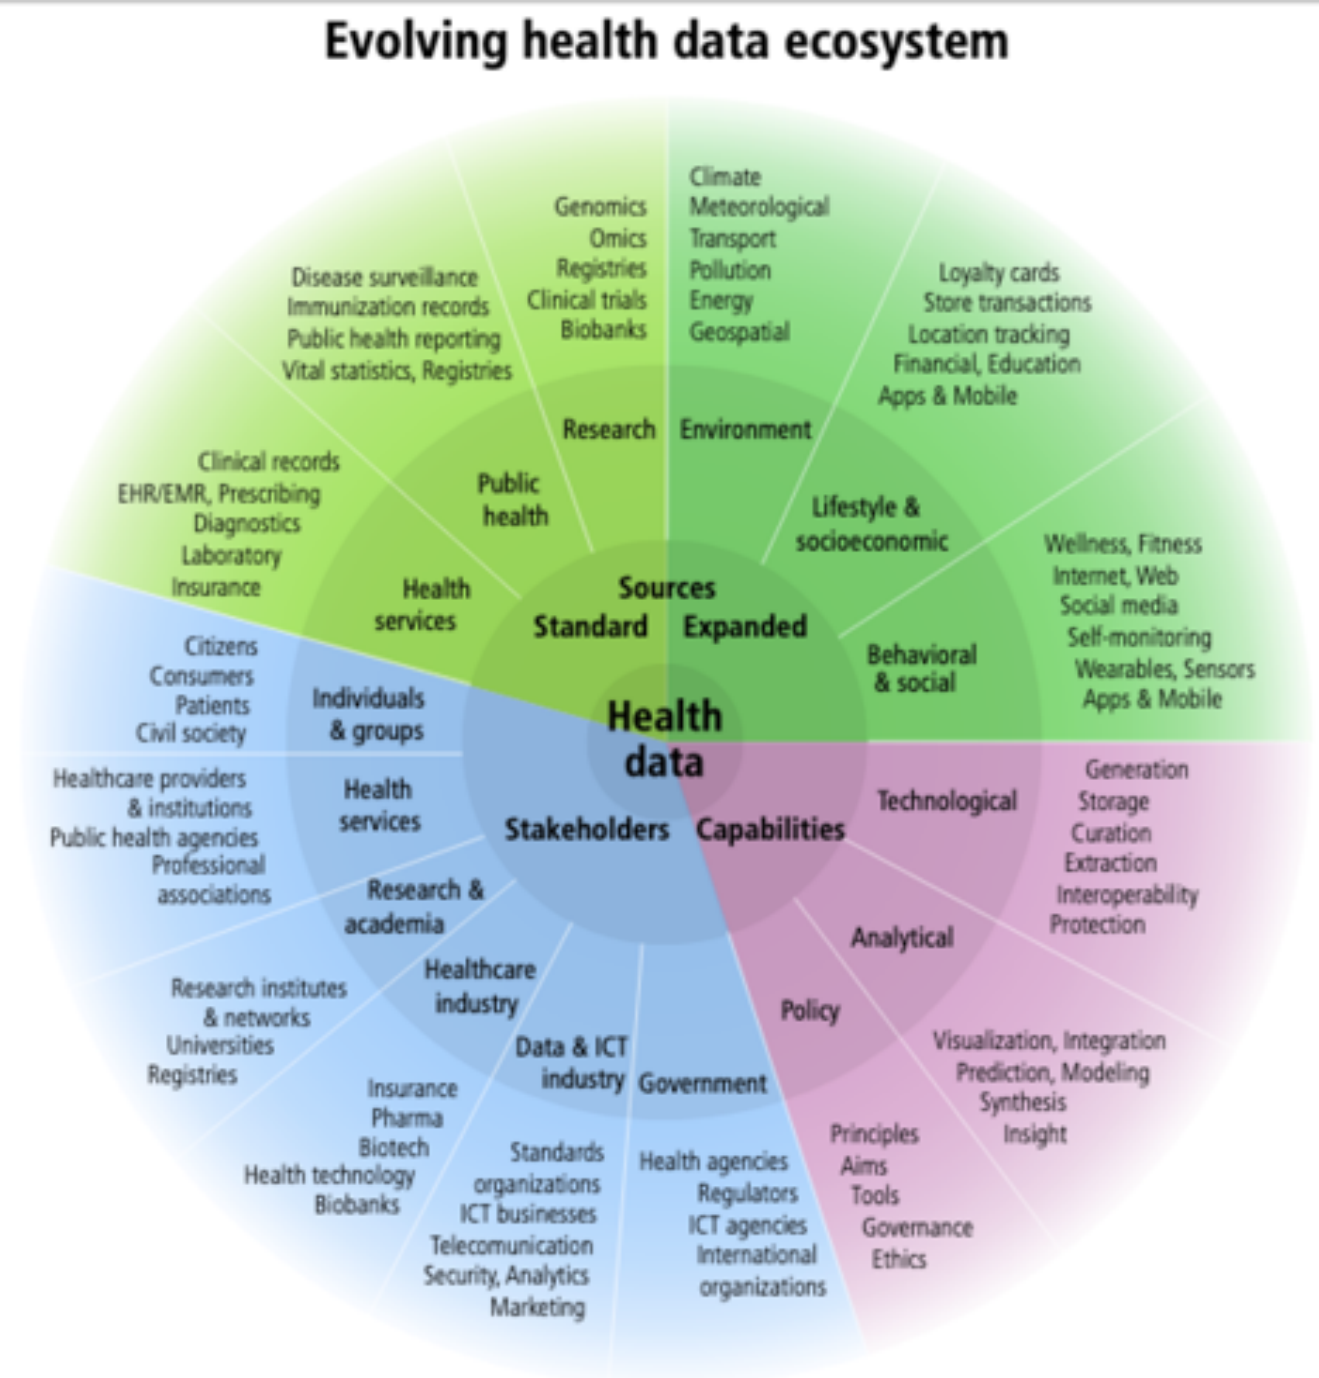 Evolving health data ecosystem
Genomics
Omics
Registries
Clinical trials
Biobanks
Climate
Meteorological
Transport
Pollution
Energy
Geospatial
Disease surveillance
Immunization records
Public health reporting
Vital statistics, Registries
Loyalty cards
Store transactions
Location tracking
Financial, Education
Apps & Mobile
Research
Environment
Clinical records
EHR/EMR, Prescribing
Diagnostics
Laboratory
Insurance
Public
health
Lifestyle &
socioeconomic
Wellness, Fitness
Internet, Web
Social media
Self-monitoring
Wearables, Sensors
Apps & Mobile
Health
services
Sources
Standard
Expanded
Behavioral
& social
Citizens
Consumers
Patients
Civil society
Individuals
& groups
Health
data
Healthcare providers
& institutions
Public health agencies
Professional
associations
Health
services
Stakeholders
Capabilities
Technological
Generation
Storage
Curation
Extraction
Interoperability
Protection
Research &
academia
Analytical
Research institutes
& networks
Universities
Registries
Healthcare
industry
Policy
Data & ICT
industry
Government
Visualization, Integration
Prediction, Modeling
Synthesis
Insight
Insurance
Pharma
Biotech
Health technology
Biobanks
Standards
organizations
ICT businesses
Telecomunication
Security, Analytics
Marketing
Health agencies
Regulators
ICT agencies
International
organizations
Principles
Aims
Tools
Governance
Ethics